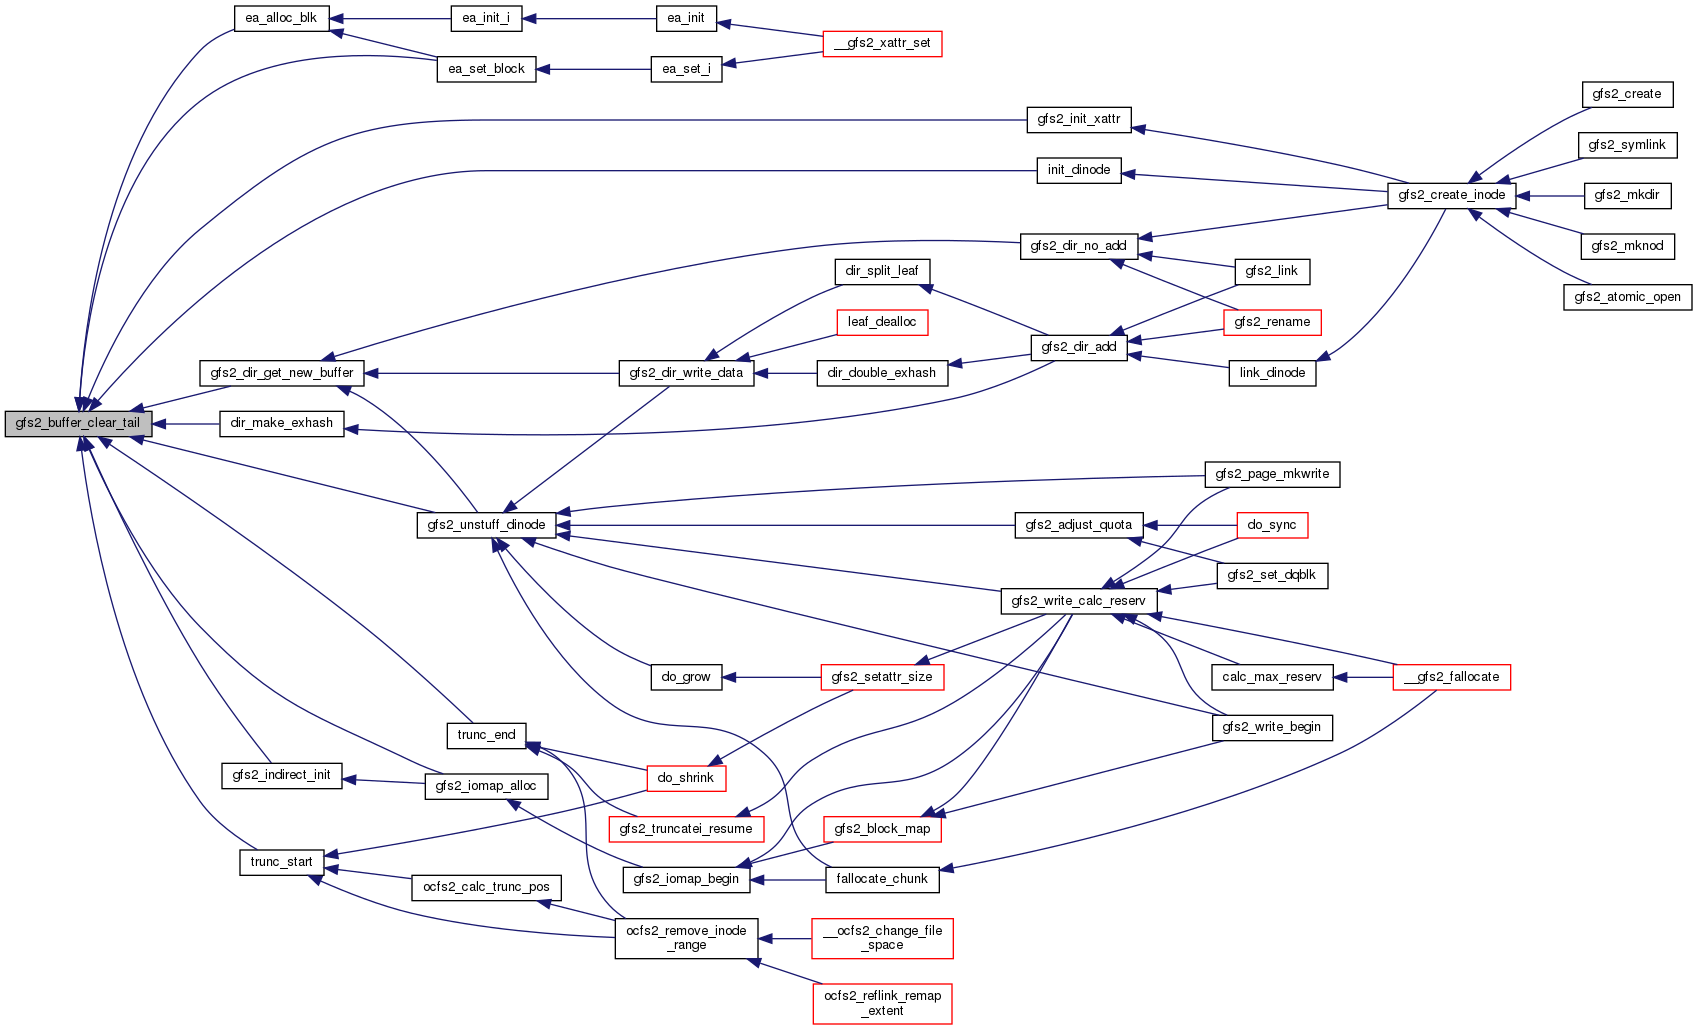 ea_alloc_blk
ea_init_i
ea_init
__gfs2_xattr_set
ea_set_block
ea_set_i
gfs2_create
gfs2_init_xattr
gfs2_symlink
init_dinode
gfs2_create_inode
gfs2_mkdir
gfs2_dir_no_add
gfs2_mknod
dir_split_leaf
gfs2_link
gfs2_atomic_open
leaf_dealloc
gfs2_rename
gfs2_dir_add
gfs2_dir_get_new_buffer
gfs2_dir_write_data
dir_double_exhash
link_dinode
gfs2_buffer_clear_tail
dir_make_exhash
gfs2_page_mkwrite
gfs2_unstuff_dinode
gfs2_adjust_quota
do_sync
gfs2_set_dqblk
gfs2_write_calc_reserv
do_grow
gfs2_setattr_size
calc_max_reserv
__gfs2_fallocate
gfs2_write_begin
trunc_end
gfs2_indirect_init
do_shrink
gfs2_iomap_alloc
gfs2_truncatei_resume
gfs2_block_map
trunc_start
gfs2_iomap_begin
fallocate_chunk
ocfs2_calc_trunc_pos
ocfs2_remove_inode
_range
__ocfs2_change_file
_space
ocfs2_reflink_remap
_extent